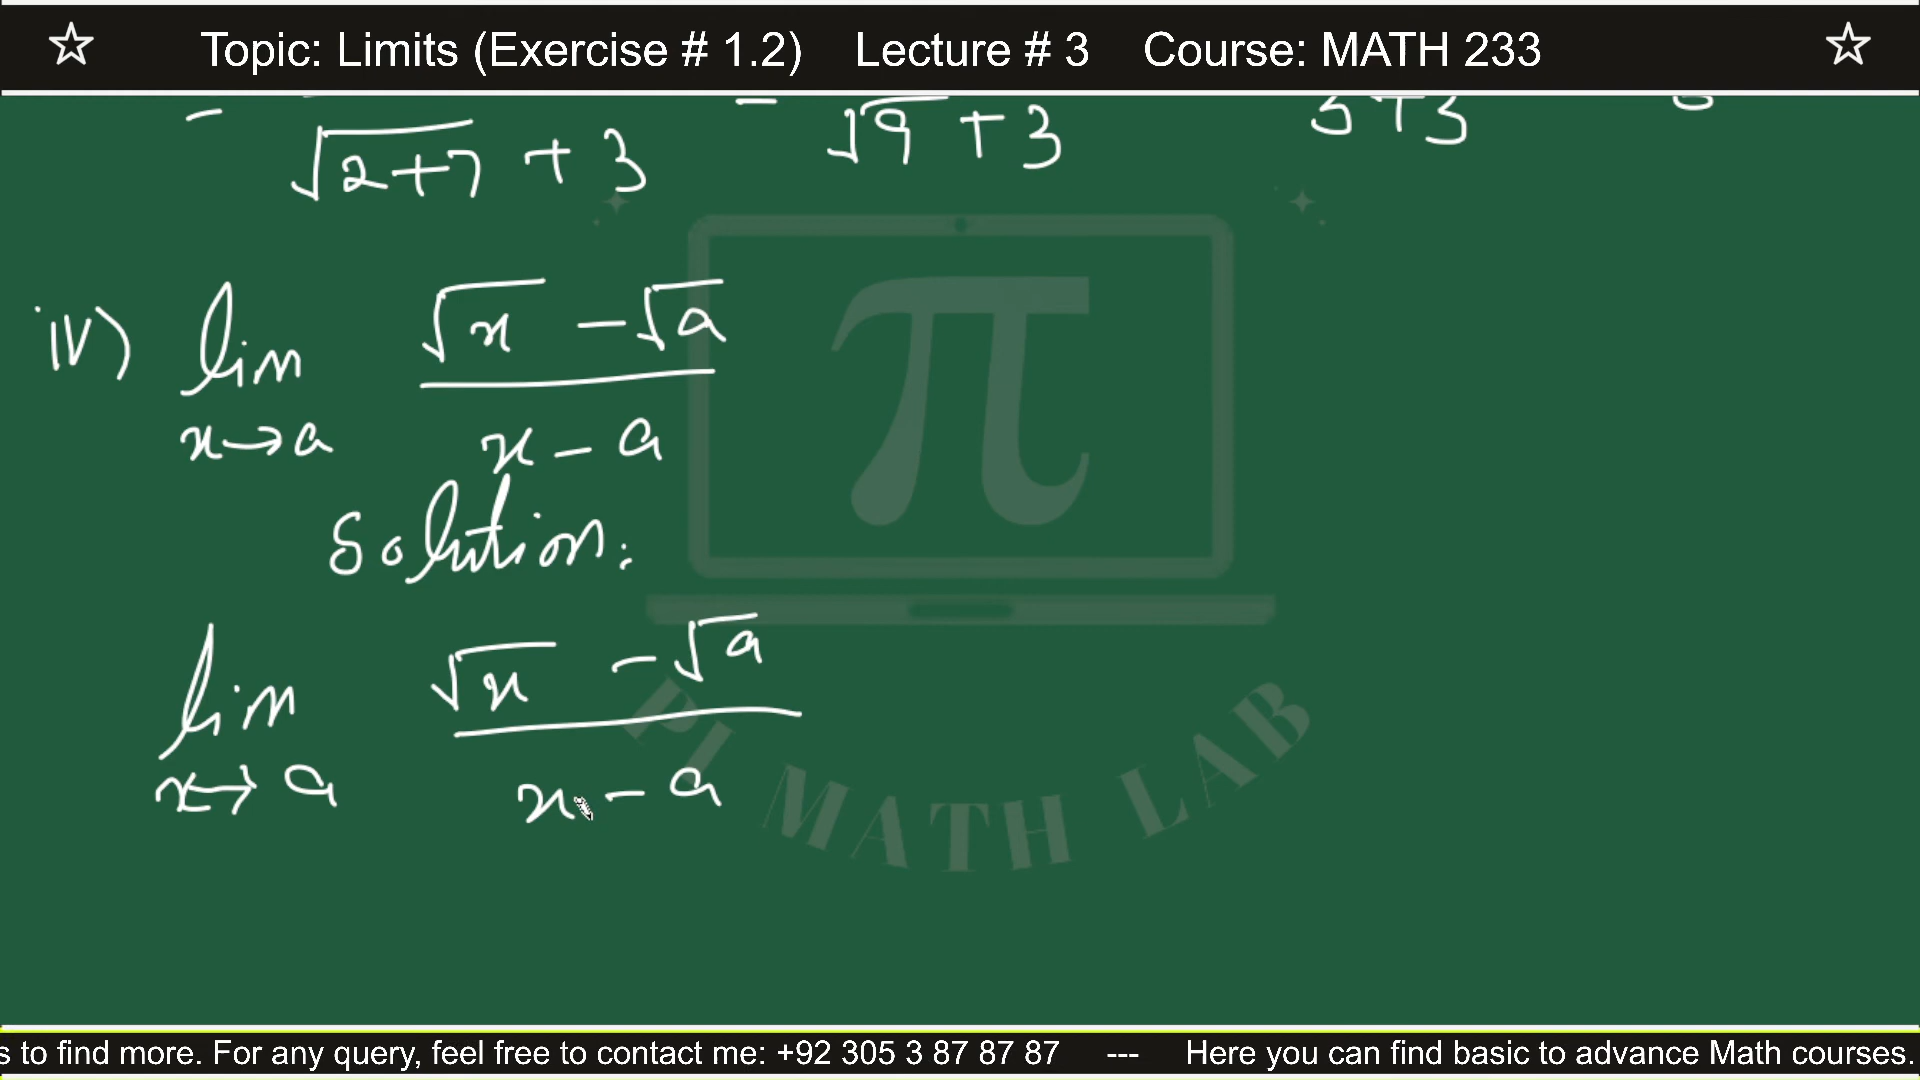 ☆ Topic: Limits (Exercise # 1.2) Lecture # 3 Course: MATH 233 ☆
– –
√(2+7) + 3 √9 + 3 3+3
iv) lim x→a (√x – √a)/(x – a)
Solution:
lim x→a (√x – √a)/(x – a)
PI MATH LAB
s to find more. For any query, feel free to contact me: +92 305 3 87 87 87 --- Here you can find basic to advance Math courses.